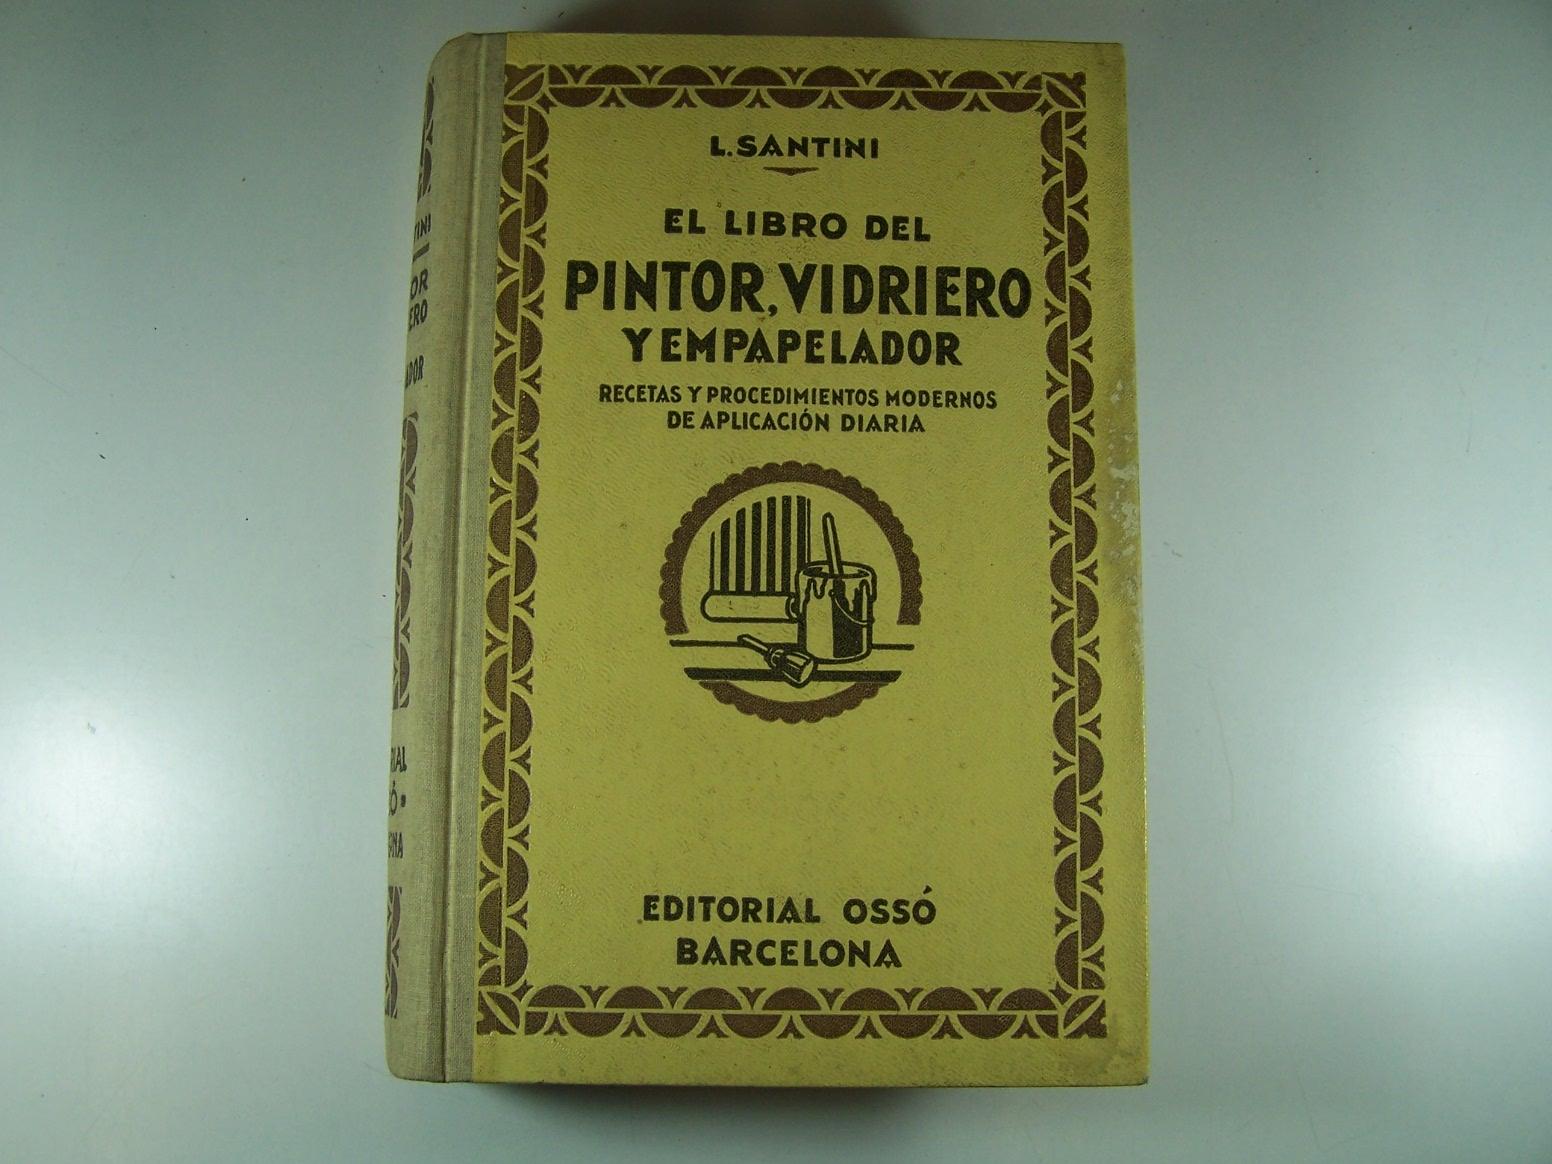 L. SANTINI
EL LIBRO DEL
PINTOR, VIDRIERO
Y EMPAPELADOR
RECETAS Y PROCEDIMIENTOS MODERNOS
DE APLICACIÓN DIARIA
EDITORIAL OSSÓ
BARCELONA